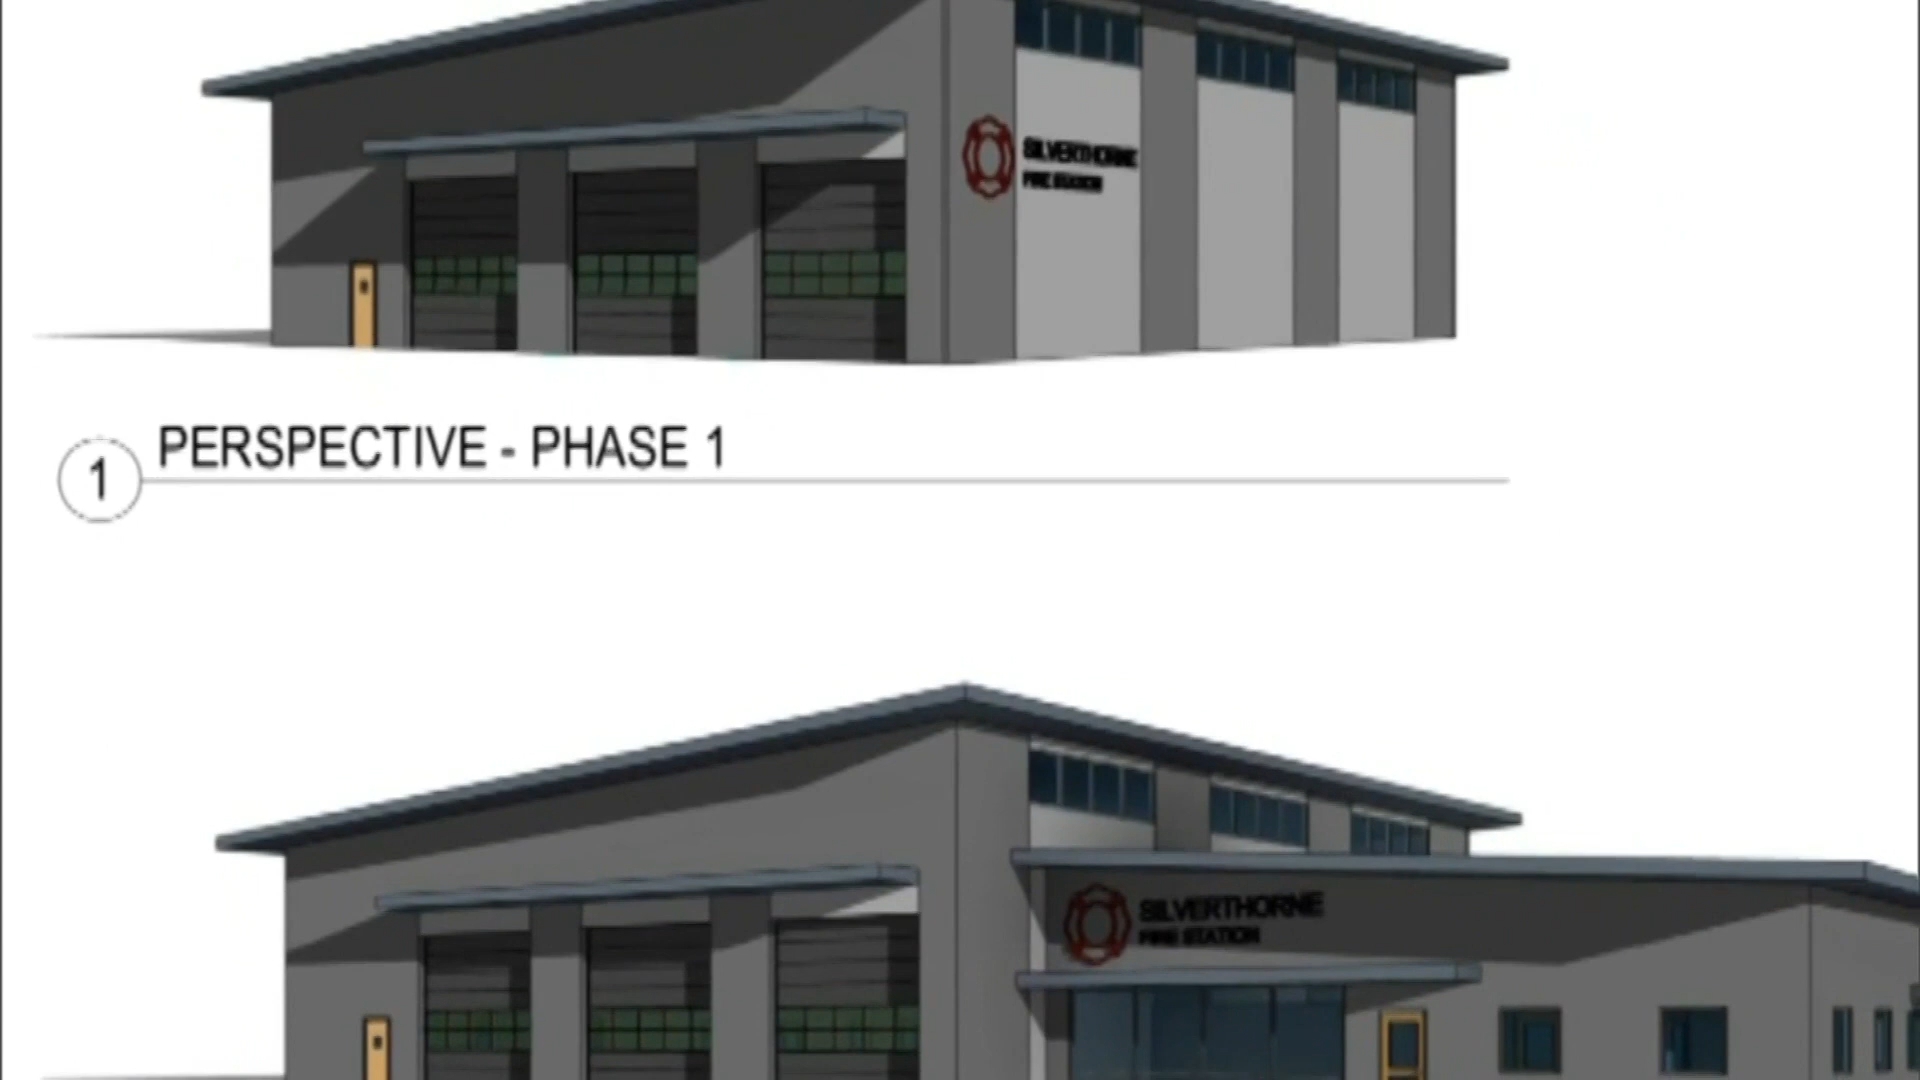 SILVERTHORNE
FIRE STATION
PERSPECTIVE - PHASE 1
1
SILVERTHORNE
FIRE STATION